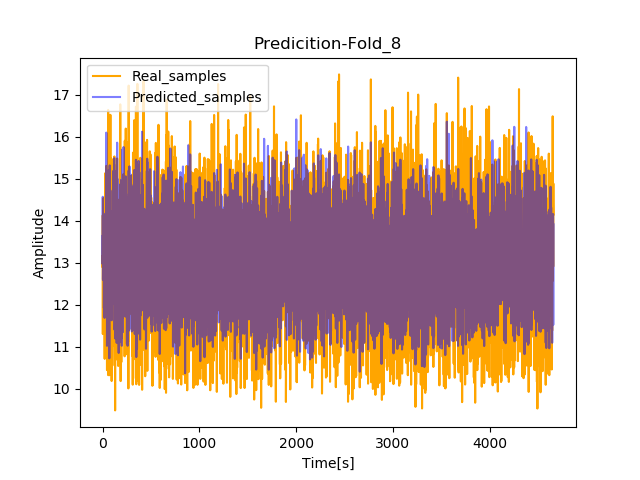 Predicition-Fold_8
Real_samples
Predicted_samples
17
16
15
14
13
12
11
10
Amplitude
0
1000
2000
3000
4000
Time[s]